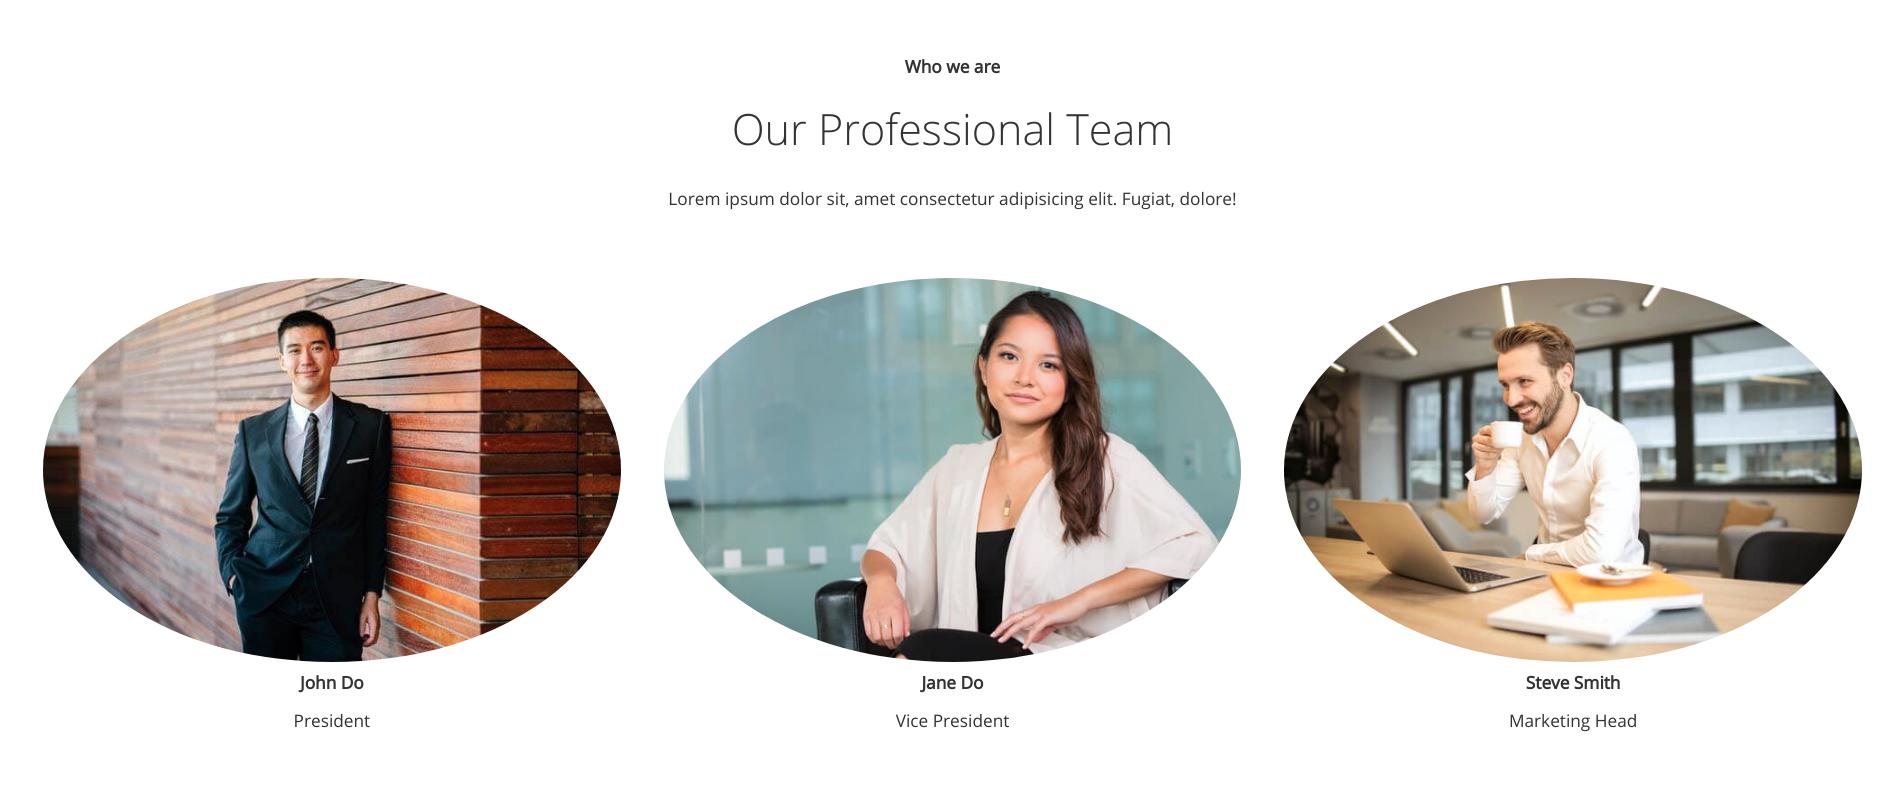 Who we are
Our Professional Team
Lorem ipsum dolor sit, amet consectetur adipisicing elit. Fugiat, dolore!
John Do
Jane Do
Steve Smith
President
Vice President
Marketing Head